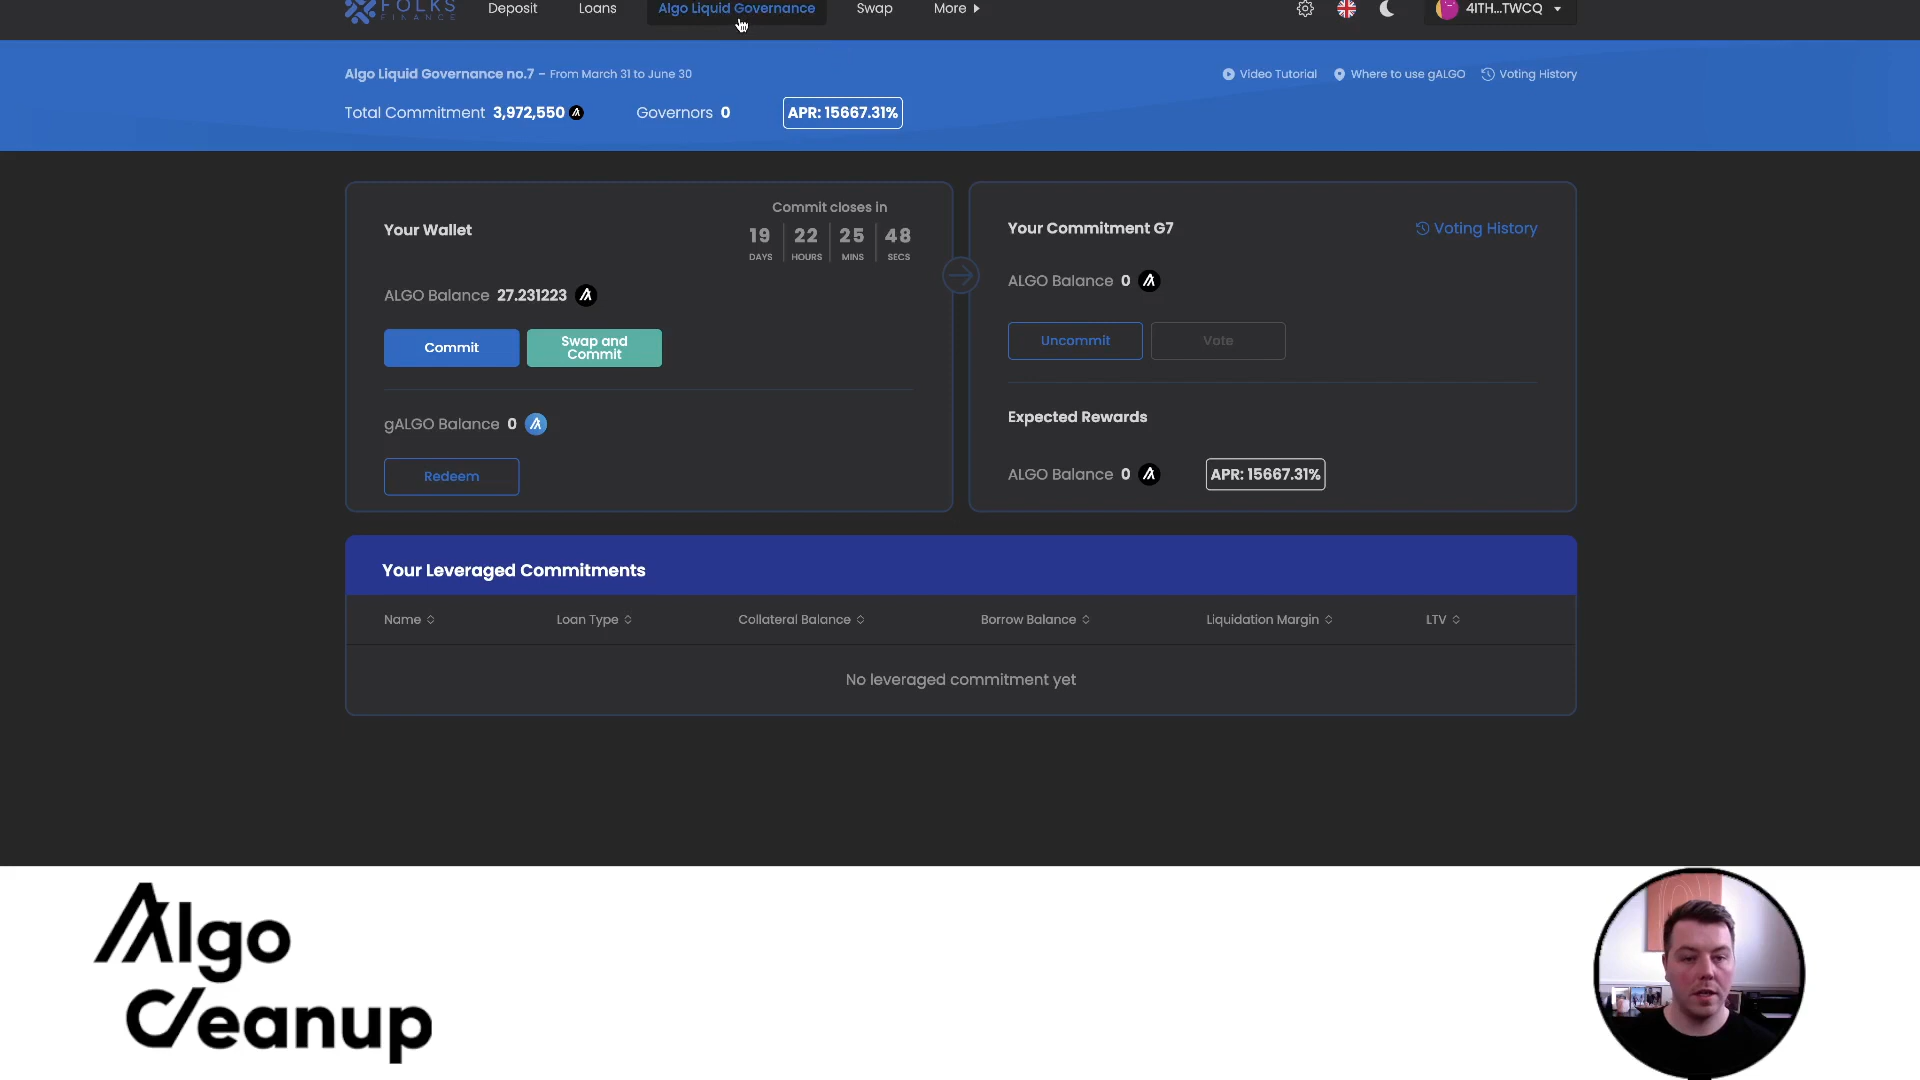 FOLKS
FINANCE
Deposit
Loans
Algo Liquid Governance
Swap
More
4ITH...TWCQ
Algo Liquid Governance no.7 - From March 31 to June 30
Video Tutorial
Where to use gALGO
Voting History
Total Commitment 3,972,550
Governors 0
APR: 15667.31%
Your Wallet
Commit closes in
19 22 25 48
DAYS HOURS MINS SECS
ALGO Balance 27.231223
Commit
Swap and
Commit
gALGO Balance 0
Redeem
Your Commitment G7
Voting History
ALGO Balance 0
Uncommit
Vote
Expected Rewards
ALGO Balance 0
APR: 15667.31%
Your Leveraged Commitments
Name
Loan Type
Collateral Balance
Borrow Balance
Liquidation Margin
LTV
No leveraged commitment yet
Algo
Cleanup